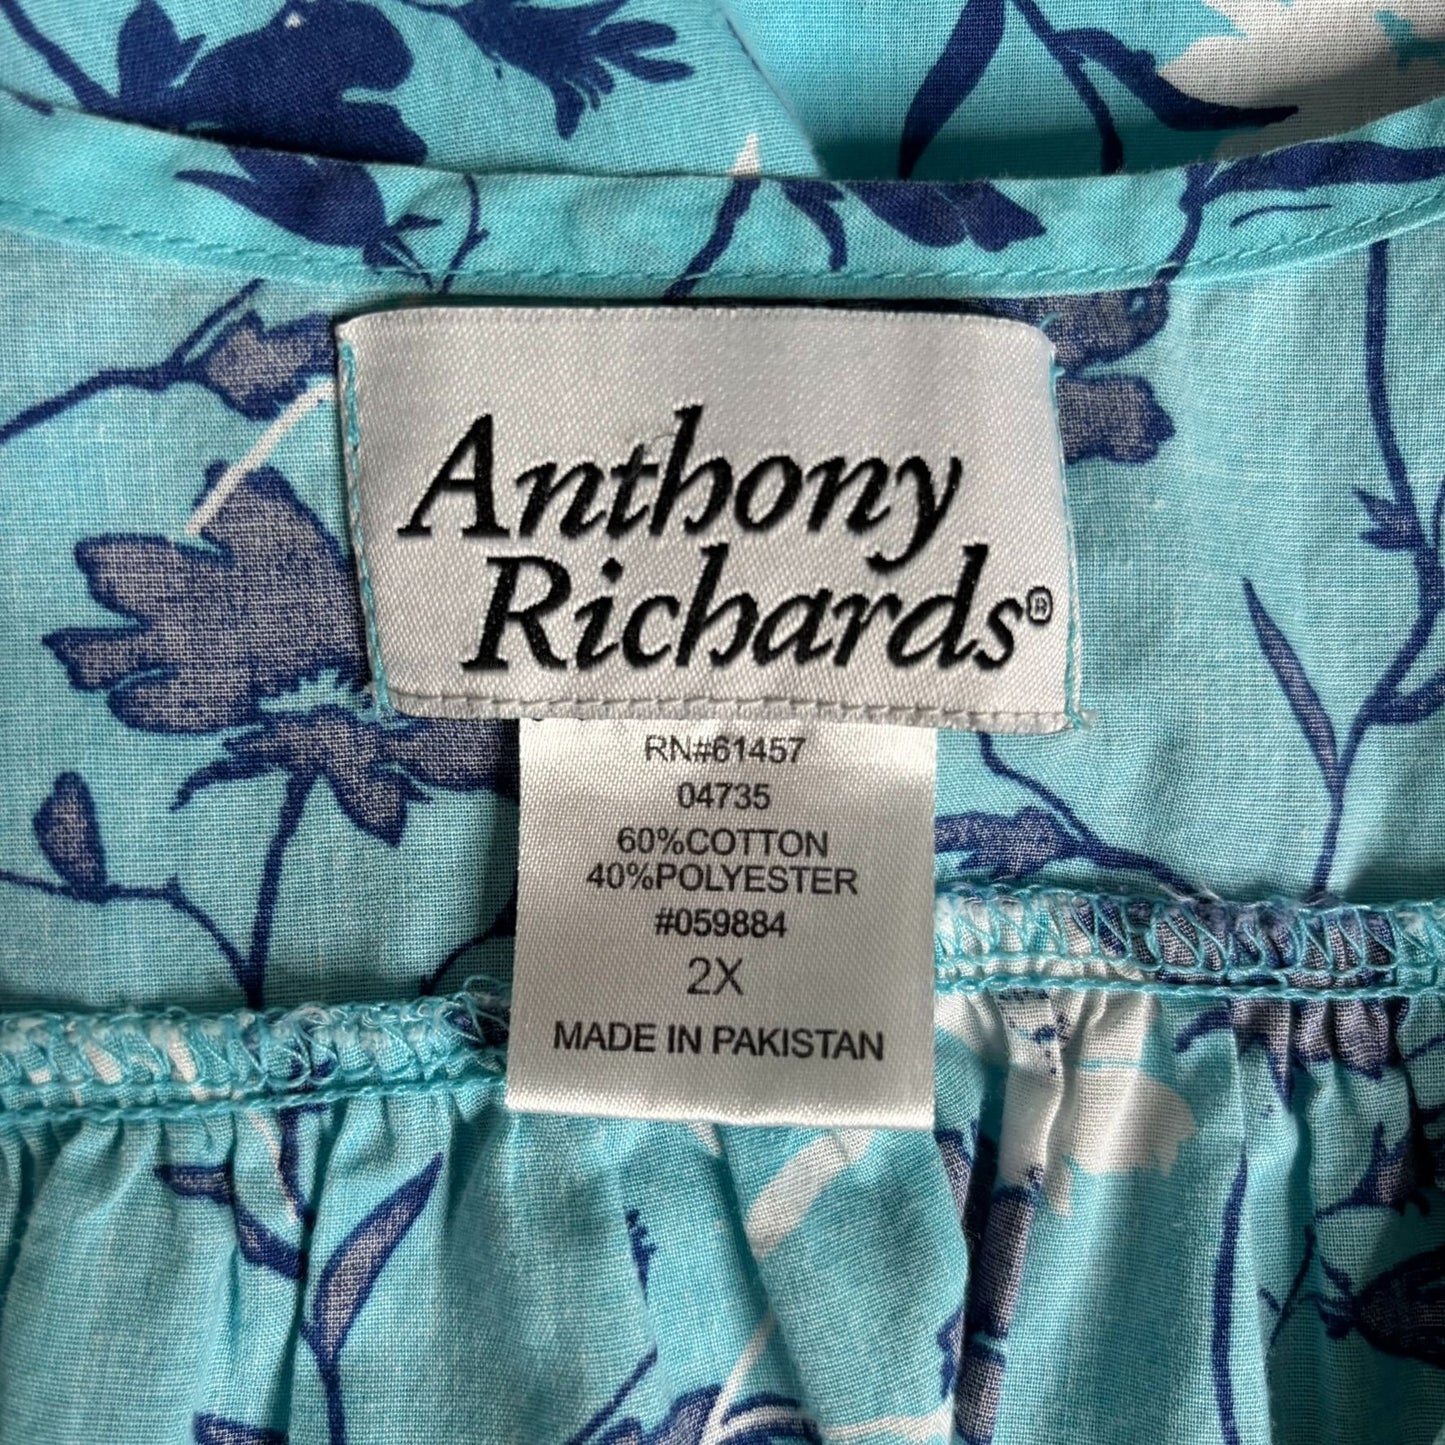 Anthony
Richards®
RN#61457
04735
60%COTTON
40%POLYESTER
#059884
2X
MADE IN PAKISTAN